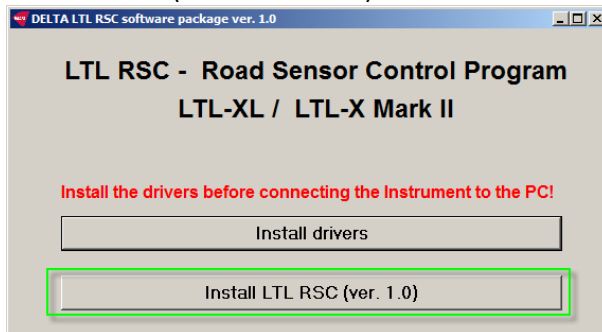 DELTA LTL RSC software package ver. 1.0
LTL RSC - Road Sensor Control Program
LTL-XL / LTL-X Mark II
Install the drivers before connecting the Instrument to the PC!
Install drivers
Install LTL RSC (ver. 1.0)